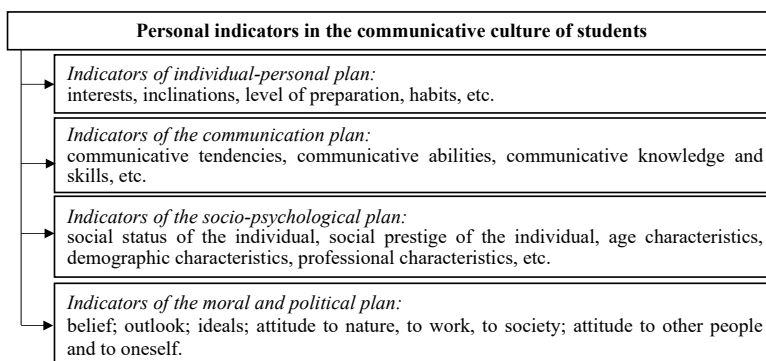 Personal indicators in the communicative culture of students
Indicators of individual-personal plan:
interests, inclinations, level of preparation, habits, etc.
Indicators of the communication plan:
communicative tendencies, communicative abilities, communicative knowledge and
skills, etc.
Indicators of the socio-psychological plan:
social status of the individual, social prestige of the individual, age characteristics,
demographic characteristics, professional characteristics, etc.
Indicators of the moral and political plan:
belief; outlook; ideals; attitude to nature, to work, to society; attitude to other people
and to oneself.